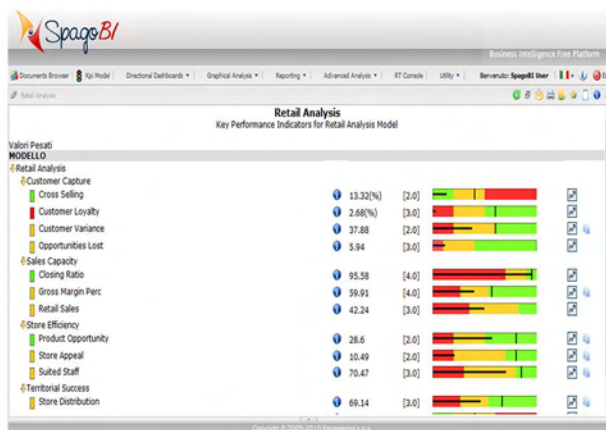 SpagoBI
Business Intelligence Free Platform
Documents Browser Kpi Model Directional Dashboards Graphical Analysis Reporting Advanced Analysis RT Console Utility Benvenuto: SpagoBI User
Retail Analysis
Retail Analysis
Key Performance Indicators for Retail Analysis Model
Valori Pesati
MODELLO
Retail Analysis
Customer Capture
Cross Selling 13.32(%) [2.0]
Customer Loyalty 2.68(%) [3.0]
Customer Variance 37.88 [2.0]
Opportunities Lost 5.94 [3.0]
Sales Capacity
Closing Ratio 95.58 [4.0]
Gross Margin Perc 59.91 [4.0]
Retail Sales 42.24 [3.0]
Store Efficiency
Product Opportunity 28.6 [2.0]
Store Appeal 10.49 [2.0]
Suited Staff 70.47 [3.0]
Territorial Success
Store Distribution 69.14 [3.0]
Copyright © 2005-2010 Engineering s.p.a.